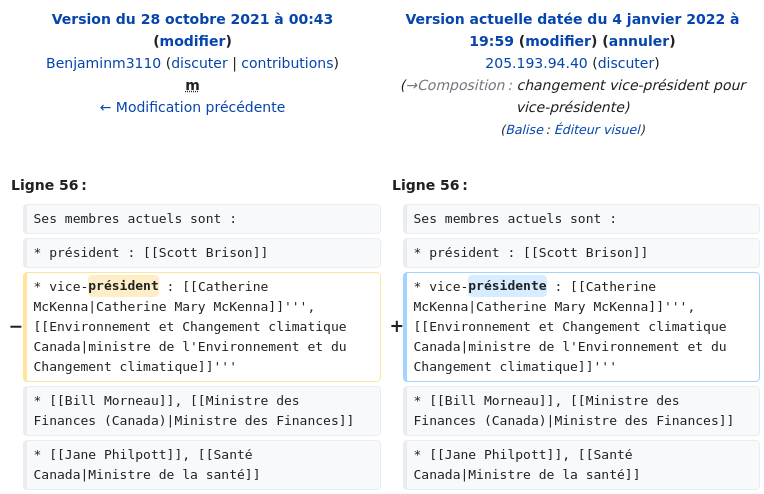 Version du 28 octobre 2021 à 00:43
(modifier)
Benjaminm3110 (discuter | contributions)
m
← Modification précédente
Version actuelle datée du 4 janvier 2022 à
19:59 (modifier) (annuler)
205.193.94.40 (discuter)
(→Composition : changement vice-président pour
vice-présidente)
(Balise : Éditeur visuel)
Ligne 56 :
Ligne 56 :
Ses membres actuels sont :
Ses membres actuels sont :
* président : [[Scott Brison]]
* président : [[Scott Brison]]
−
* vice-président : [[Catherine
McKenna|Catherine Mary McKenna]]''',
[[Environnement et Changement climatique
Canada|ministre de l'Environnement et du
Changement climatique]]'''
+
* vice-présidente : [[Catherine
McKenna|Catherine Mary McKenna]]''',
[[Environnement et Changement climatique
Canada|ministre de l'Environnement et du
Changement climatique]]'''
* [[Bill Morneau]], [[Ministre des
Finances (Canada)|Ministre des Finances]]
* [[Bill Morneau]], [[Ministre des
Finances (Canada)|Ministre des Finances]]
* [[Jane Philpott]], [[Santé
Canada|Ministre de la santé]]
* [[Jane Philpott]], [[Santé
Canada|Ministre de la santé]]